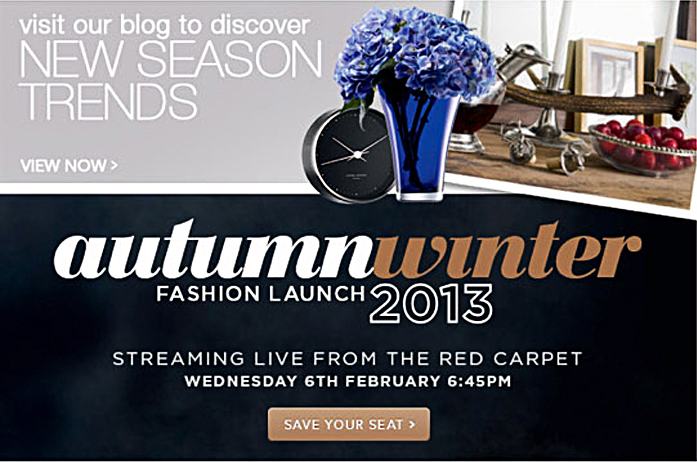 visit our blog to discover
NEW SEASON
TRENDS
VIEW NOW >
autumnwinter
FASHION LAUNCH 2013
STREAMING LIVE FROM THE RED CARPET
WEDNESDAY 6TH FEBRUARY 6:45PM
SAVE YOUR SEAT >